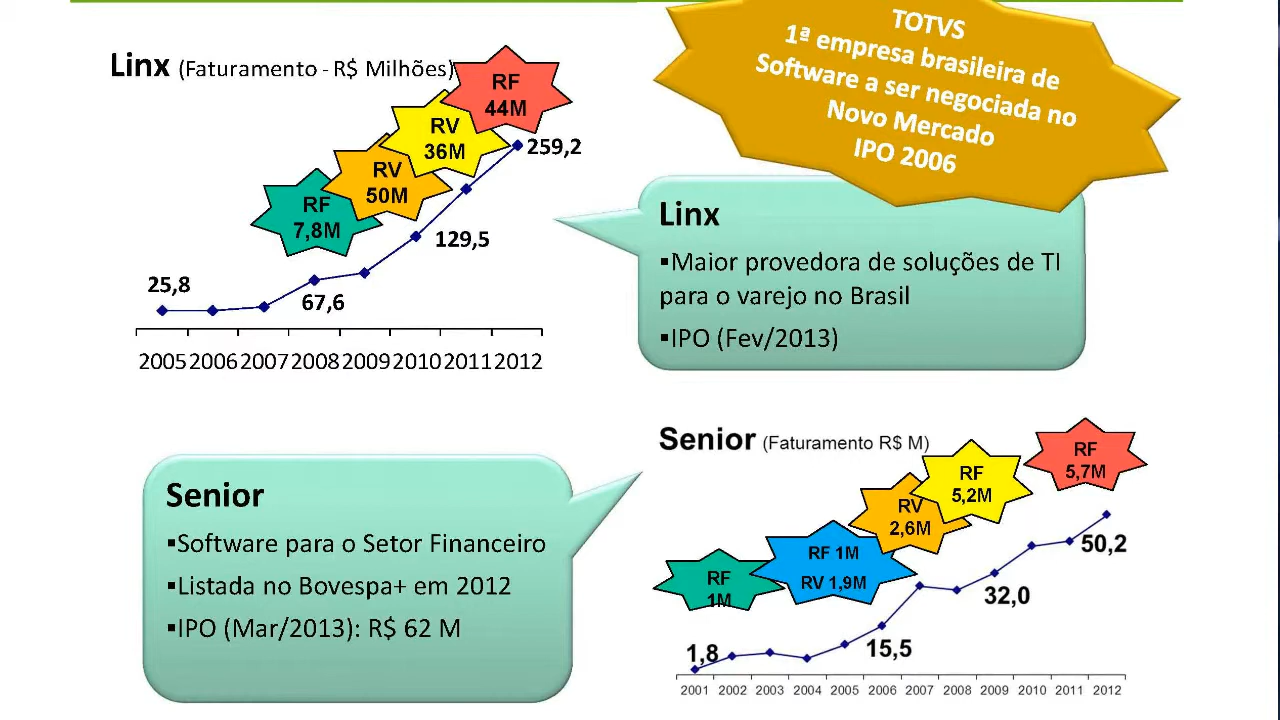 TOTVS
1ª empresa brasileira de
Software a ser negociada no
Novo Mercado
IPO 2006
Linx (Faturamento - R$ Milhões)
RF
44M
RV
36M
RV
50M
RF
7,8M
259,2
129,5
67,6
25,8
2005 2006 2007 2008 2009 2010 2011 2012
Linx
▪Maior provedora de soluções de TI
para o varejo no Brasil
▪IPO (Fev/2013)
Senior
▪Software para o Setor Financeiro
▪Listada no Bovespa+ em 2012
▪IPO (Mar/2013): R$ 62 M
Senior (Faturamento R$ M)
RF
5,7M
RF
5,2M
RV
2,6M
RF 1M
RV 1,9M
RF
1M
50,2
32,0
15,5
1,8
2001 2002 2003 2004 2005 2006 2007 2008 2009 2010 2011 2012